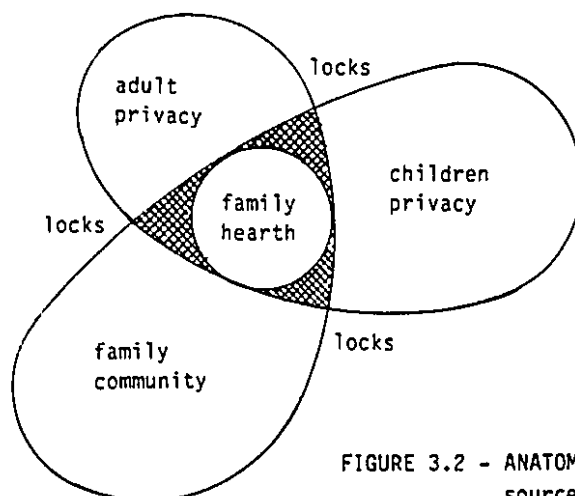 locks
adult
privacy
children
privacy
family
hearth
locks
locks
family
community
FIGURE 3.2 - ANATOM
source